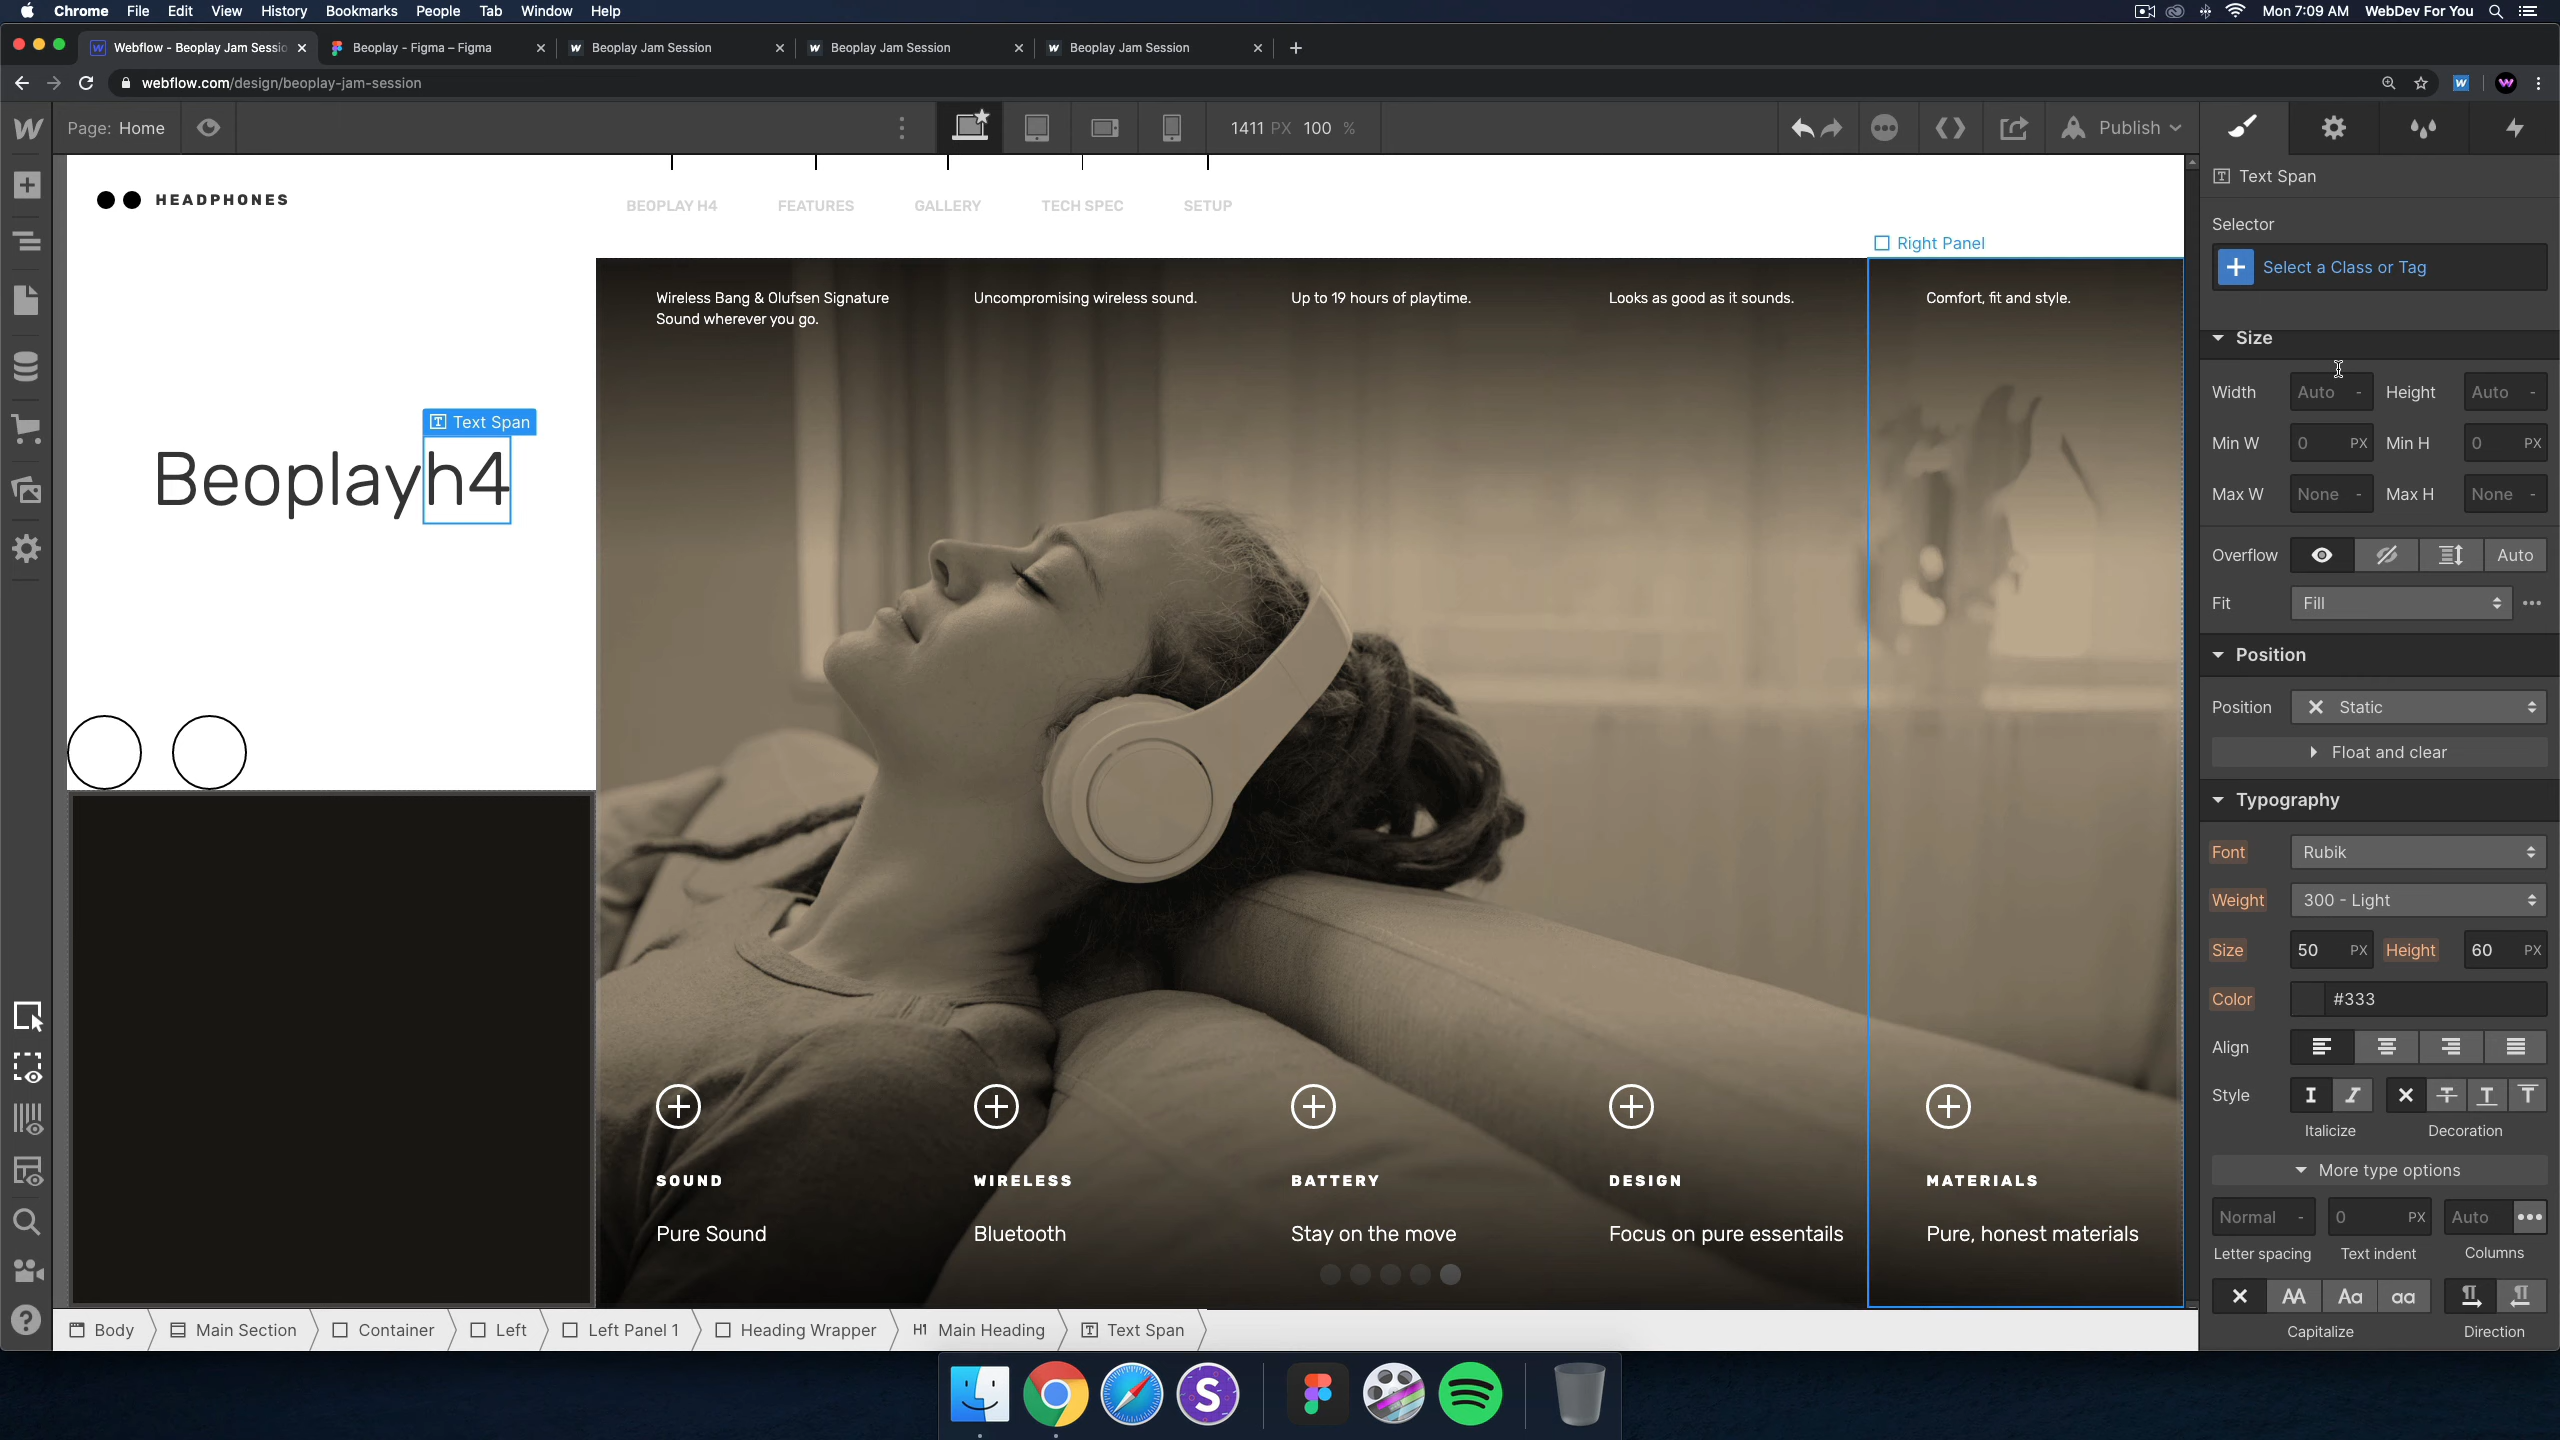 Chrome File Edit View History Bookmarks People Tab Window Help
Mon 7:09 AM WebDev For You
Webflow - Beoplay Jam Sessio
Beoplay - Figma – Figma
Beoplay Jam Session
Beoplay Jam Session
Beoplay Jam Session
webflow.com/design/beoplay-jam-session
Page: Home
1411 PX 100 %
Publish
Text Span
Selector
Select a Class or Tag
HEADPHONES
BEOPLAY H4
FEATURES
GALLERY
TECH SPEC
SETUP
Right Panel
Wireless Bang & Olufsen Signature
Sound wherever you go.
Uncompromising wireless sound.
Up to 19 hours of playtime.
Looks as good as it sounds.
Comfort, fit and style.
Text Span
Beoplayh4
SOUND
WIRELESS
BATTERY
DESIGN
MATERIALS
Pure Sound
Bluetooth
Stay on the move
Focus on pure essentails
Pure, honest materials
Size
Width Auto - Height Auto -
Min W 0 PX Min H 0 PX
Max W None - Max H None -
Overflow Auto
Fit Fill
Position
Position Static
Float and clear
Typography
Font Rubik
Weight 300 - Light
Size 50 PX Height 60 PX
Color #333
Align
Style
Italicize Decoration
More type options
Normal - 0 PX Auto
Letter spacing Text indent Columns
AA Aa aa
Capitalize Direction
Body
Main Section
Container
Left
Left Panel 1
Heading Wrapper
H1 Main Heading
Text Span